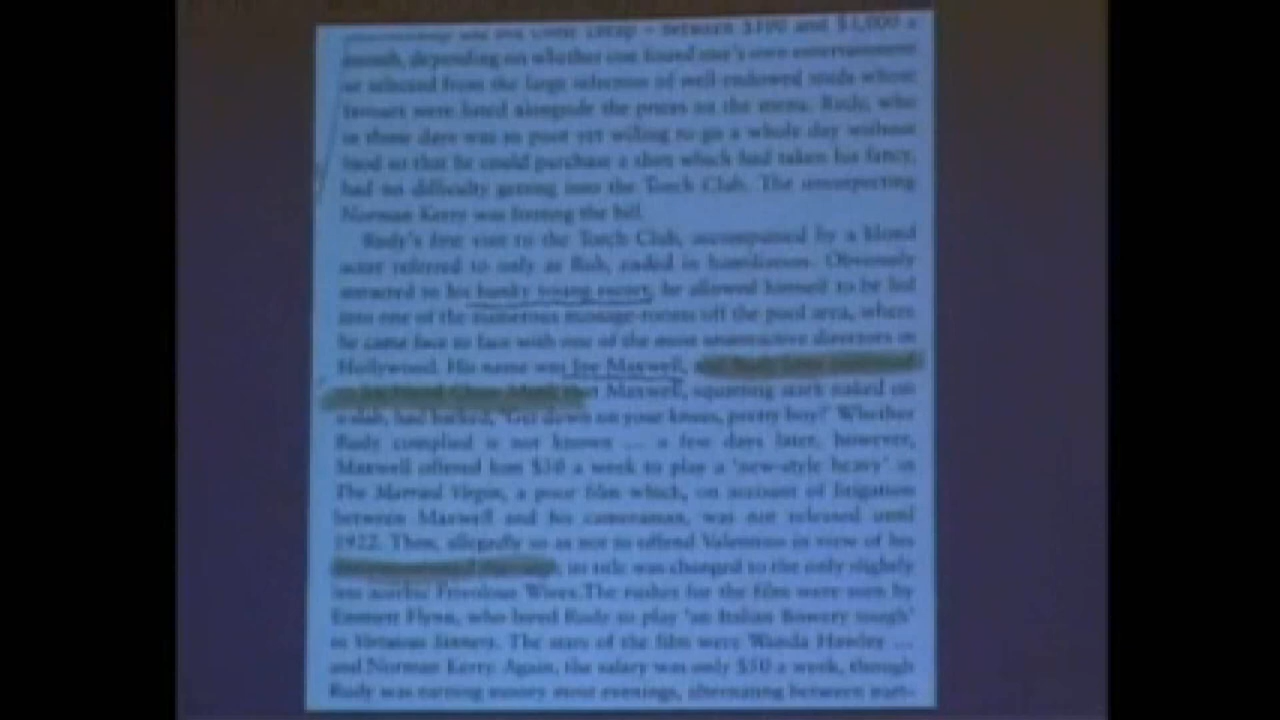 between $100 and $1,000 a
month, depending on whether one found one's own entertainment
or selected from the large selection of well-endowed studs whose
favours were listed alongside the prices on the menu. Rudy, who
in those days was so poor yet willing to go a whole day without
food so that he could purchase a shirt which had taken his fancy,
had no difficulty getting into the Torch Club. The unsuspecting
Norman Kerry was footing the bill.
Rudy's first visit to the Torch Club, accompanied by a blond
actor referred to only as Rob, ended in humiliation. Obviously
attracted to his hunky young escort, he allowed himself to be led
into one of the numerous massage-rooms off the pool area, where
he came face to face with one of the most unattractive directors in
Hollywood. His name was Joe Maxwell,
Maxwell, squatting stark naked on
a slab, had barked, 'Get down on your knees, pretty boy!' Whether
Rudy complied is not known ... a few days later, however,
Maxwell offered him $50 a week to play a 'new-style heavy' in
The Married Virgin, a poor film which, on account of litigation
between Maxwell and his cameraman, was not released until
1922. Then, allegedly so as not to offend Valentino in view of his
its title was changed to the only slightly
less acerbic Frivolous Wives. The rushes for the film were seen by
Emmett Flynn, who hired Rudy to play 'an Italian Bowery tough'
in Virtuous Sinners. The stars of the film were Wanda Hawley ...
and Norman Kerry. Again, the salary was only $50 a week, though
Rudy was earning money most evenings, alternating between